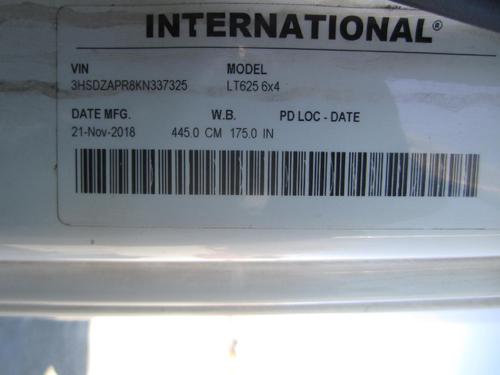 INTERNATIONAL®
VIN MODEL
3HSDZAPR8KN337325 LT625 6x4
DATE MFG. W.B. PD LOC - DATE
21-Nov-2018 445.0 CM 175.0 IN